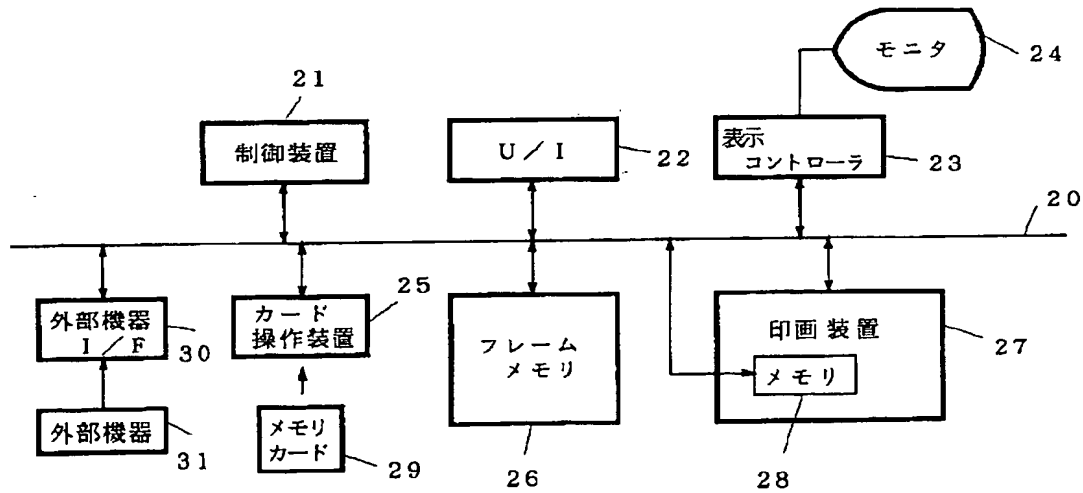 モニタ
24
21
制御装置
U/I
22
表示
コントローラ
23
20
外部機器
I/F
30
カード
操作装置
25
フレーム
メモリ
印画装置
27
メモリ
外部機器
31
メモリ
カード
29
26
28